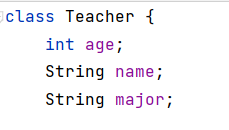 class Teacher {
    int age;
    String name;
    String major;